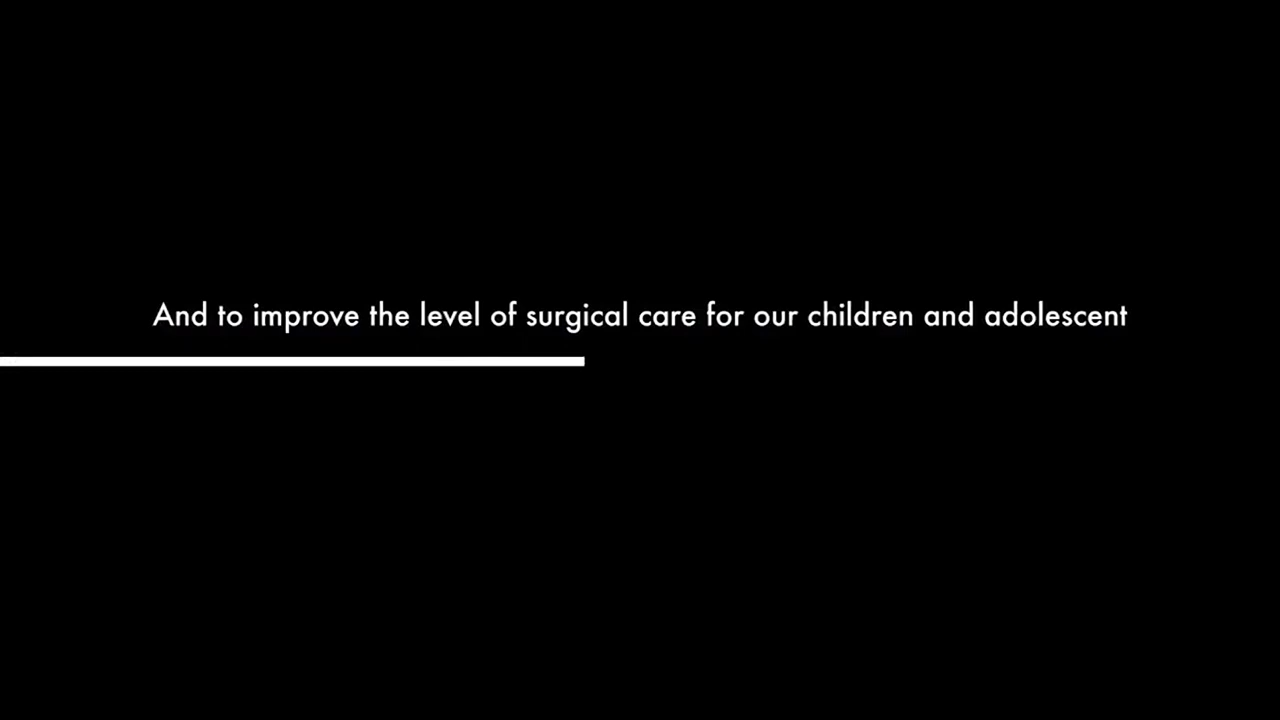 And to improve the level of surgical care for our children and adolescent